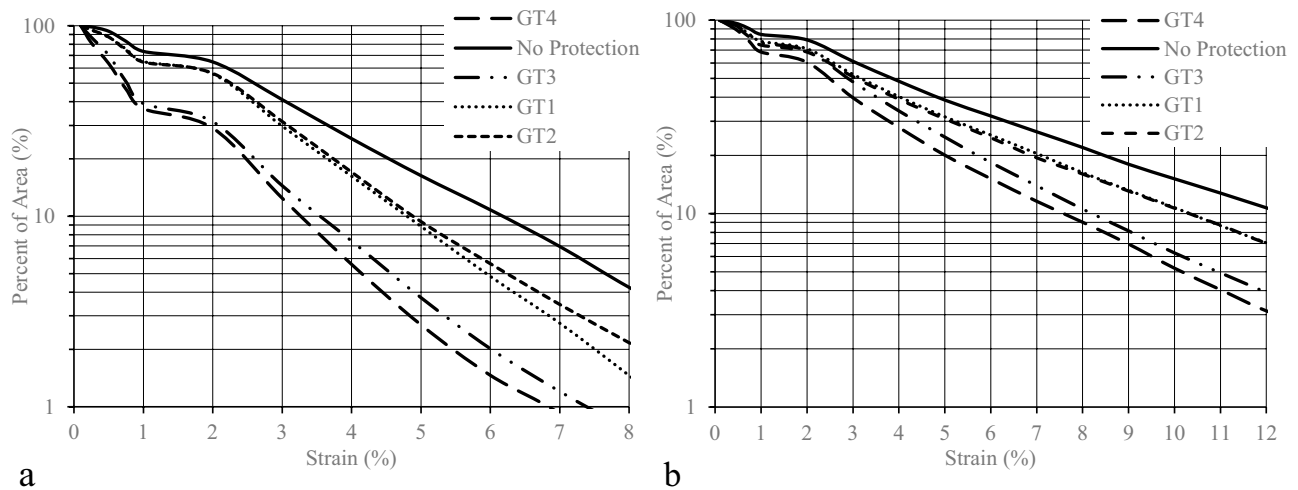 100
10
1
Percent of Area (%)
0 1 2 3 4 5 6 7 8
Strain (%)
GT4
No Protection
GT3
GT1
GT2
a
100
10
1
Percent of Area (%)
0 1 2 3 4 5 6 7 8 9 10 11 12
Strain (%)
GT4
No Protection
GT3
GT1
GT2
b